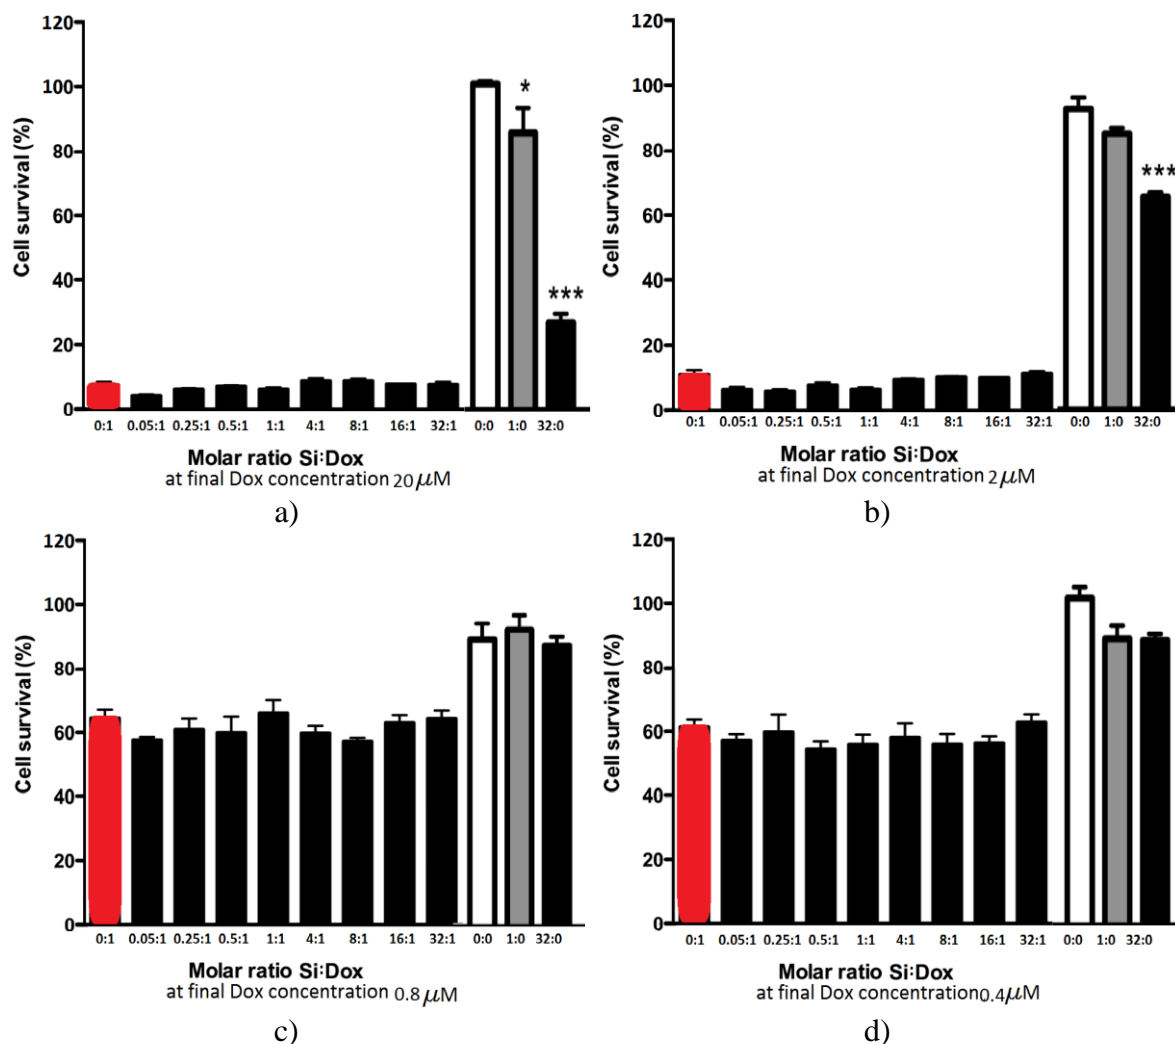 120
100
80
60
40
20
0
Cell survival (%)
*
***
0:1 0.05:1 0.25:1 0.5:1 1:1 4:1 8:1 16:1 32:1 0:0 1:0 32:0
Molar ratio Si:Dox
at final Dox concentration 20 μM
a)
120
100
80
60
40
20
0
Cell survival (%)
***
0:1 0.05:1 0.25:1 0.5:1 1:1 4:1 8:1 16:1 32:1 0:0 1:0 32:0
Molar ratio Si:Dox
at final Dox concentration 2 μM
b)
120
100
80
60
40
20
0
Cell survival (%)
0:1 0.05:1 0.25:1 0.5:1 1:1 4:1 8:1 16:1 32:1 0:0 1:0 32:0
Molar ratio Si:Dox
at final Dox concentration 0.8 μM
c)
120
100
80
60
40
20
0
Cell survival (%)
0:1 0.05:1 0.25:1 0.5:1 1:1 4:1 8:1 16:1 32:1 0:0 1:0 32:0
Molar ratio Si:Dox
at final Dox concentration0.4 μM
d)